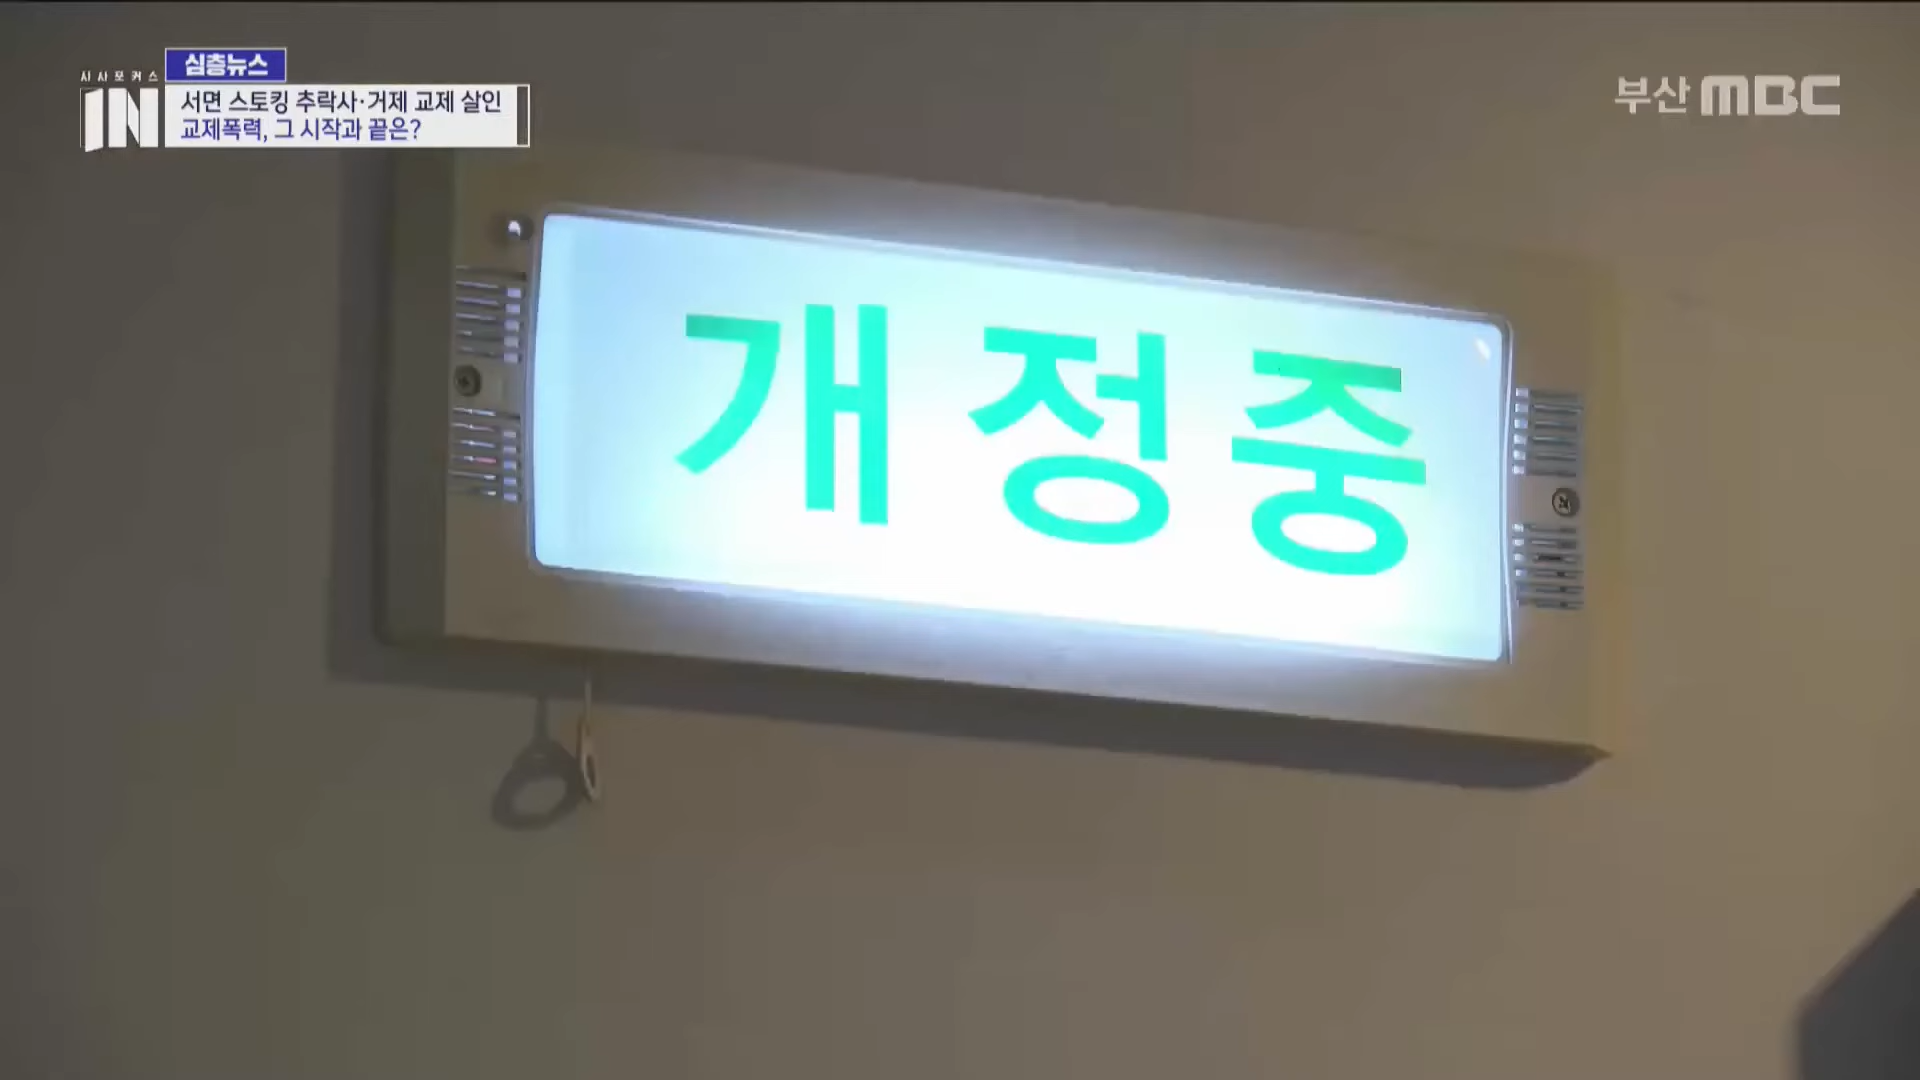 시사포커스
IN
심층뉴스
서면 스토킹 추락사·거제 교제 살인
교제폭력, 그 시작과 끝은?
부산 MBC
개정중